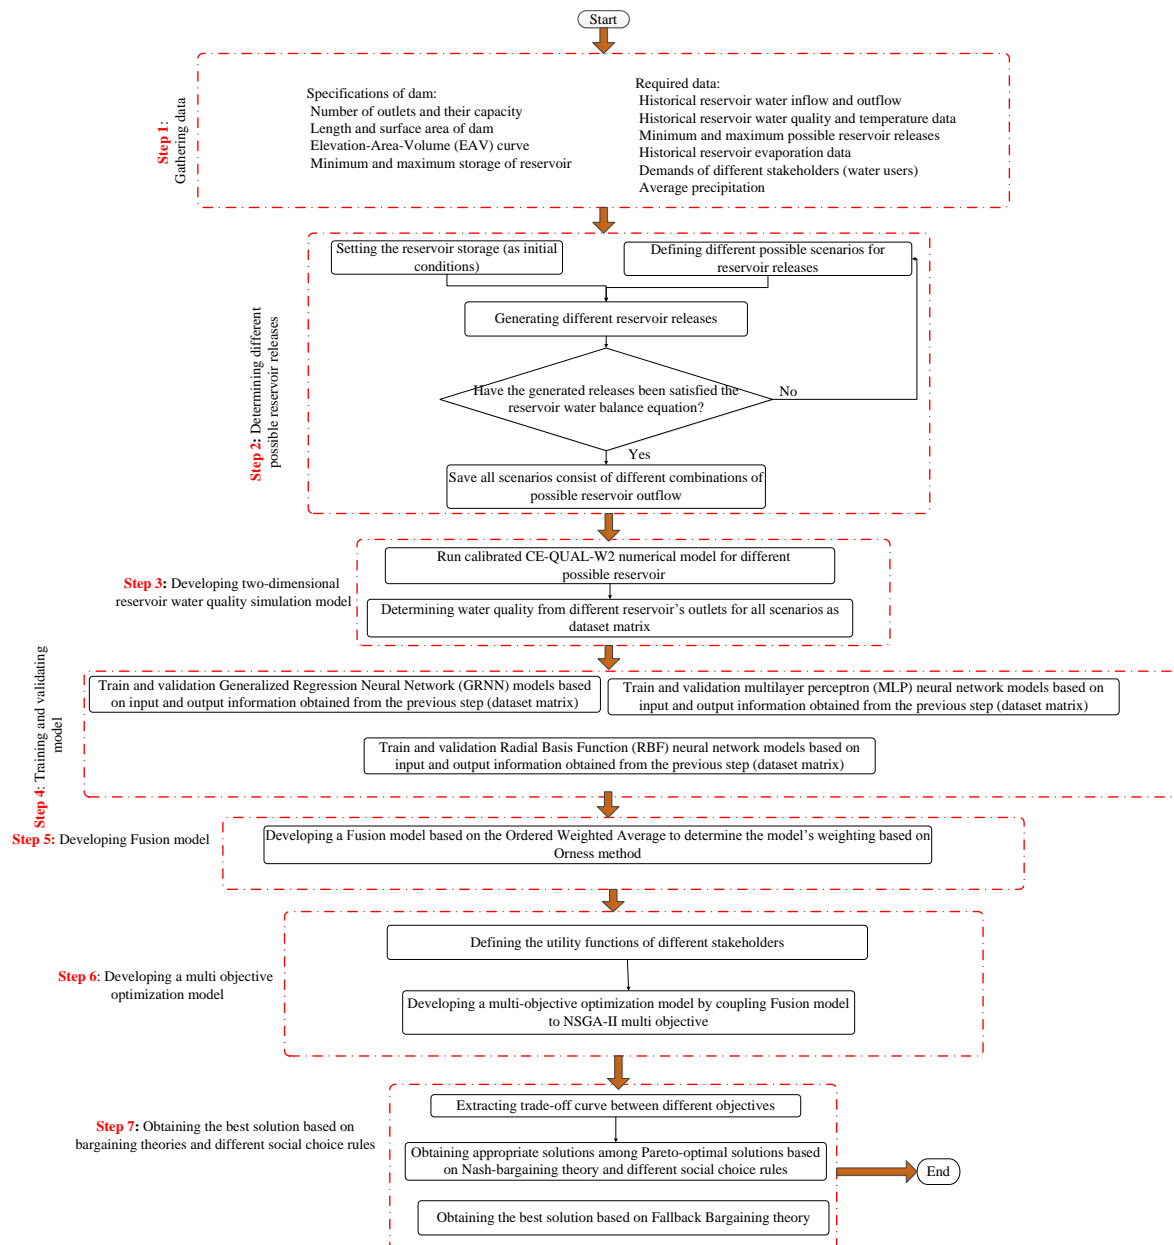 Start
Step 1:
Gathering data
Specifications of dam:
Number of outlets and their capacity
Length and surface area of dam
Elevation-Area-Volume (EAV) curve
Minimum and maximum storage of reservoir
Required data:
Historical reservoir water inflow and outflow
Historical reservoir water quality and temperature data
Minimum and maximum possible reservoir releases
Historical reservoir evaporation data
Demands of different stakeholders (water users)
Average precipitation
Step 2: Determining different
possible reservoir releases
Setting the reservoir storage (as initial
conditions)
Defining different possible scenarios for
reservoir releases
Generating different reservoir releases
Have the generated releases been satisfied the
reservoir water balance equation?
No
Yes
Save all scenarios consist of different combinations of
possible reservoir outflow
Step 3: Developing two-dimensional
reservoir water quality simulation model
Run calibrated CE-QUAL-W2 numerical model for different
possible reservoir
Determining water quality from different reservoir's outlets for all scenarios as
dataset matrix
Step 4: Training and validating
model
Train and validation Generalized Regression Neural Network (GRNN) models based
on input and output information obtained from the previous step (dataset matrix)
Train and validation multilayer perceptron (MLP) neural network models based on
input and output information obtained from the previous step (dataset matrix)
Train and validation Radial Basis Function (RBF) neural network models based on
input and output information obtained from the previous step (dataset matrix)
Step 5: Developing Fusion model
Developing a Fusion model based on the Ordered Weighted Average to determine the model's weighting based on
Orness method
Step 6: Developing a multi objective
optimization model
Defining the utility functions of different stakeholders
Developing a multi-objective optimization model by coupling Fusion model
to NSGA-II multi objective
Step 7: Obtaining the best solution based on
bargaining theories and different social choice rules
Extracting trade-off curve between different objectives
Obtaining appropriate solutions among Pareto-optimal solutions based
on Nash-bargaining theory and different social choice rules
End
Obtaining the best solution based on Fallback Bargaining theory